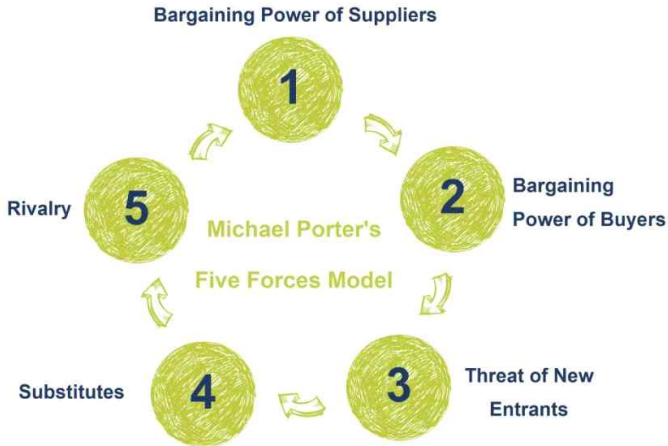 Bargaining Power of Suppliers
1
2
Bargaining
Power of Buyers
3
Threat of New
Entrants
4
Substitutes
5
Rivalry
Michael Porter's
Five Forces Model